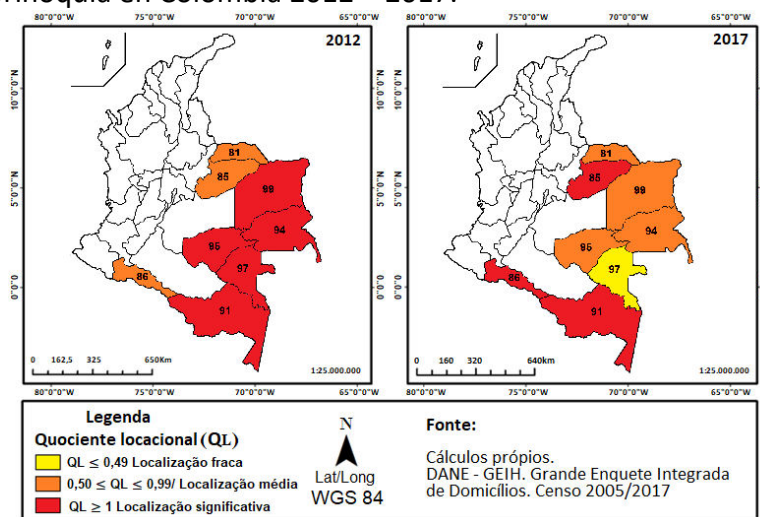 rinoquia en Colombia 2012 – 2017.
80°0'0"W 75°0'0"W 70°0'0"W 65°0'0"W
2012
10°0'0"N
5°0'0"N
0°0'0"
81
85
99
94
95
97
86
91
0 162,5 325 650Km
1:25.000.000
80°0'0"W 75°0'0"W 70°0'0"W 65°0'0"W
80°0'0"W 75°0'0"W 70°0'0"W 65°0'0"W
2017
10°0'0"N
5°0'0"N
0°0'0"
81
85
99
94
95
97
86
91
0 160 320 640km
1:25.000.000
80°0'0"W 75°0'0"W 70°0'0"W 65°0'0"W
Legenda
Quociente locacional (QL)
QL ≤ 0,49 Localização fraca
0,50 ≤ QL ≤ 0,99/ Localização média
QL ≥ 1 Localização significativa
N
Lat/Long
WGS 84
Fonte:
Cálculos própios.
DANE - GEIH. Grande Enquete Integrada
de Domicílios. Censo 2005/2017